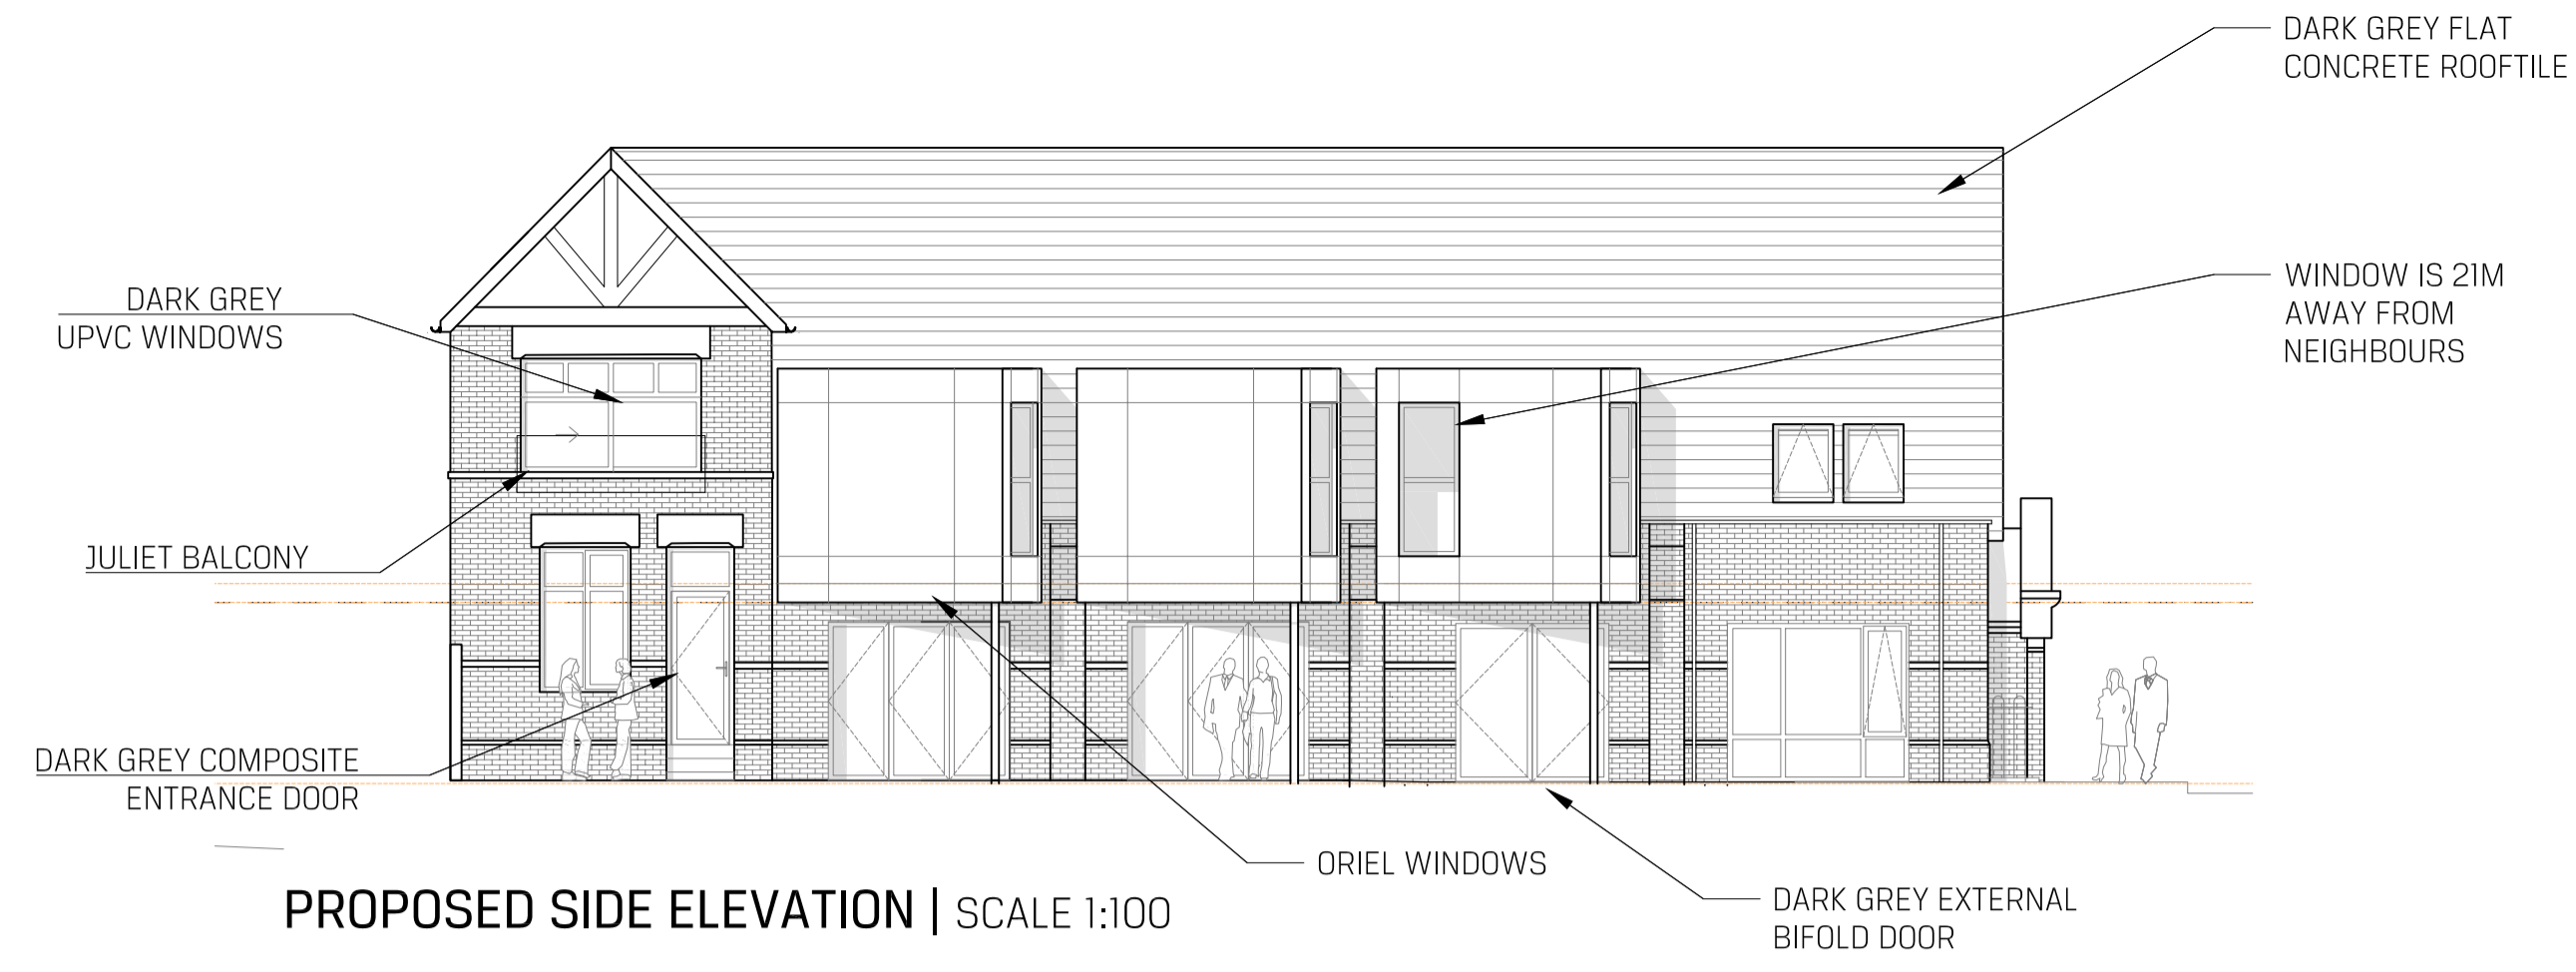 DARK GREY FLAT
CONCRETE ROOFTILE
WINDOW IS 21M
AWAY FROM
NEIGHBOURS
DARK GREY
UPVC WINDOWS
JULIET BALCONY
DARK GREY COMPOSITE
ENTRANCE DOOR
ORIEL WINDOWS
DARK GREY EXTERNAL
BIFOLD DOOR
PROPOSED SIDE ELEVATION | SCALE 1:100